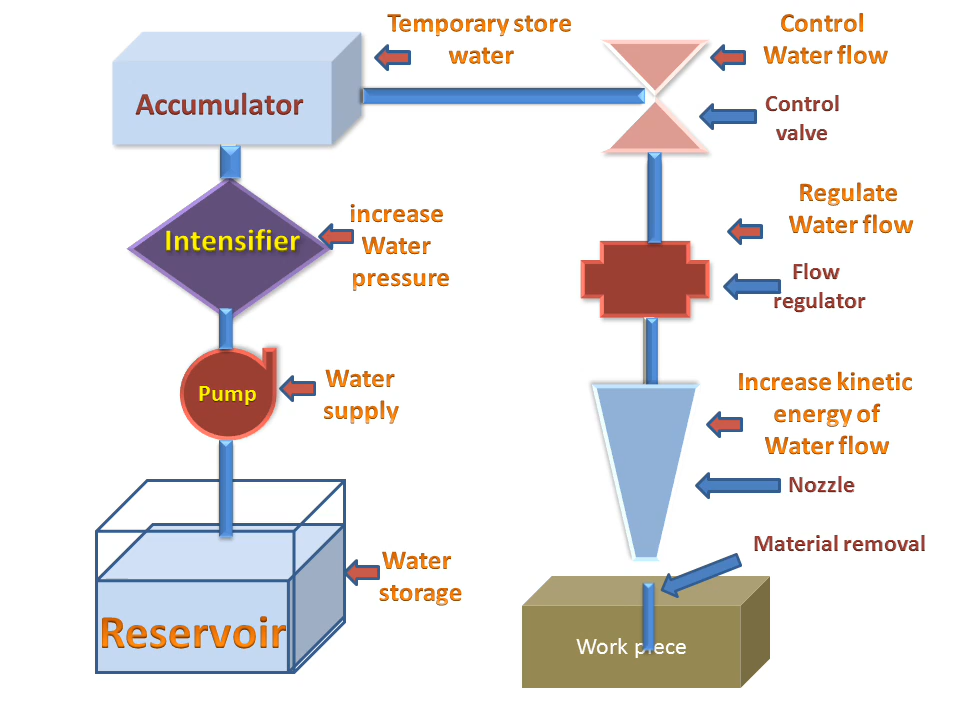 Temporary store
water
Control
Water flow
Accumulator
Control
valve
Regulate
Water flow
increase
Water
pressure
Intensifier
Flow
regulator
Water
supply
Pump
Increase kinetic
energy of
Water flow
Nozzle
Material removal
Water
storage
Reservoir
Work piece